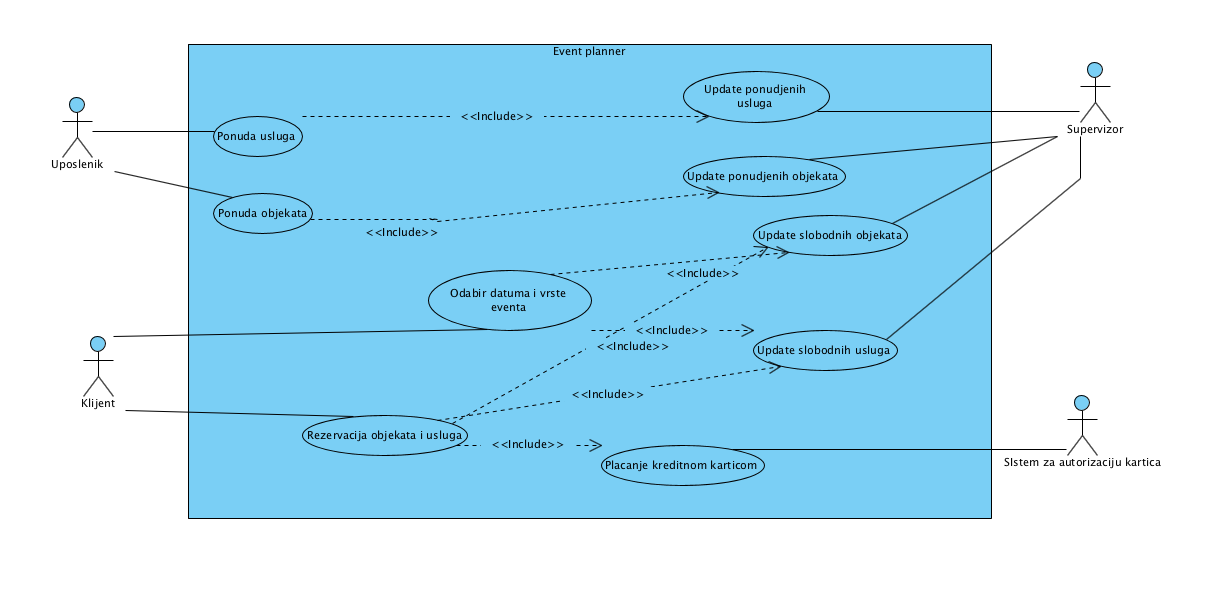 Event planner
Update ponudjenih
usluga
<<Include>>
Ponuda usluga
Supervizor
Uposlenik
Update ponudjenih objekata
Ponuda objekata
<<Include>>
Update slobodnih objekata
<<Include>>
Odabir datuma i vrste
eventa
<<Include>>
<<Include>>
Update slobodnih usluga
<<Include>>
Klijent
Rezervacija objekata i usluga
<<Include>>
Placanje kreditnom karticom
SIstem za autorizaciju kartica